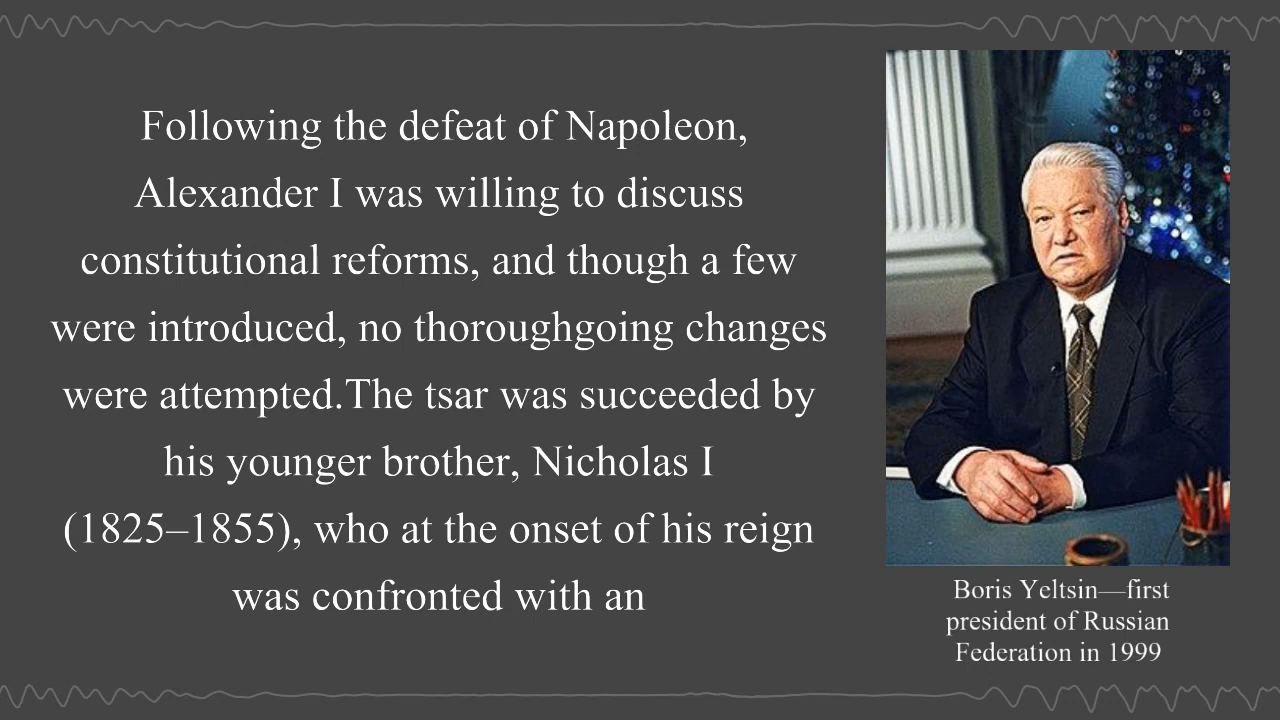 Following the defeat of Napoleon,
Alexander I was willing to discuss
constitutional reforms, and though a few
were introduced, no thoroughgoing changes
were attempted.The tsar was succeeded by
his younger brother, Nicholas I
(1825–1855), who at the onset of his reign
was confronted with an
Boris Yeltsin—first
president of Russian
Federation in 1999